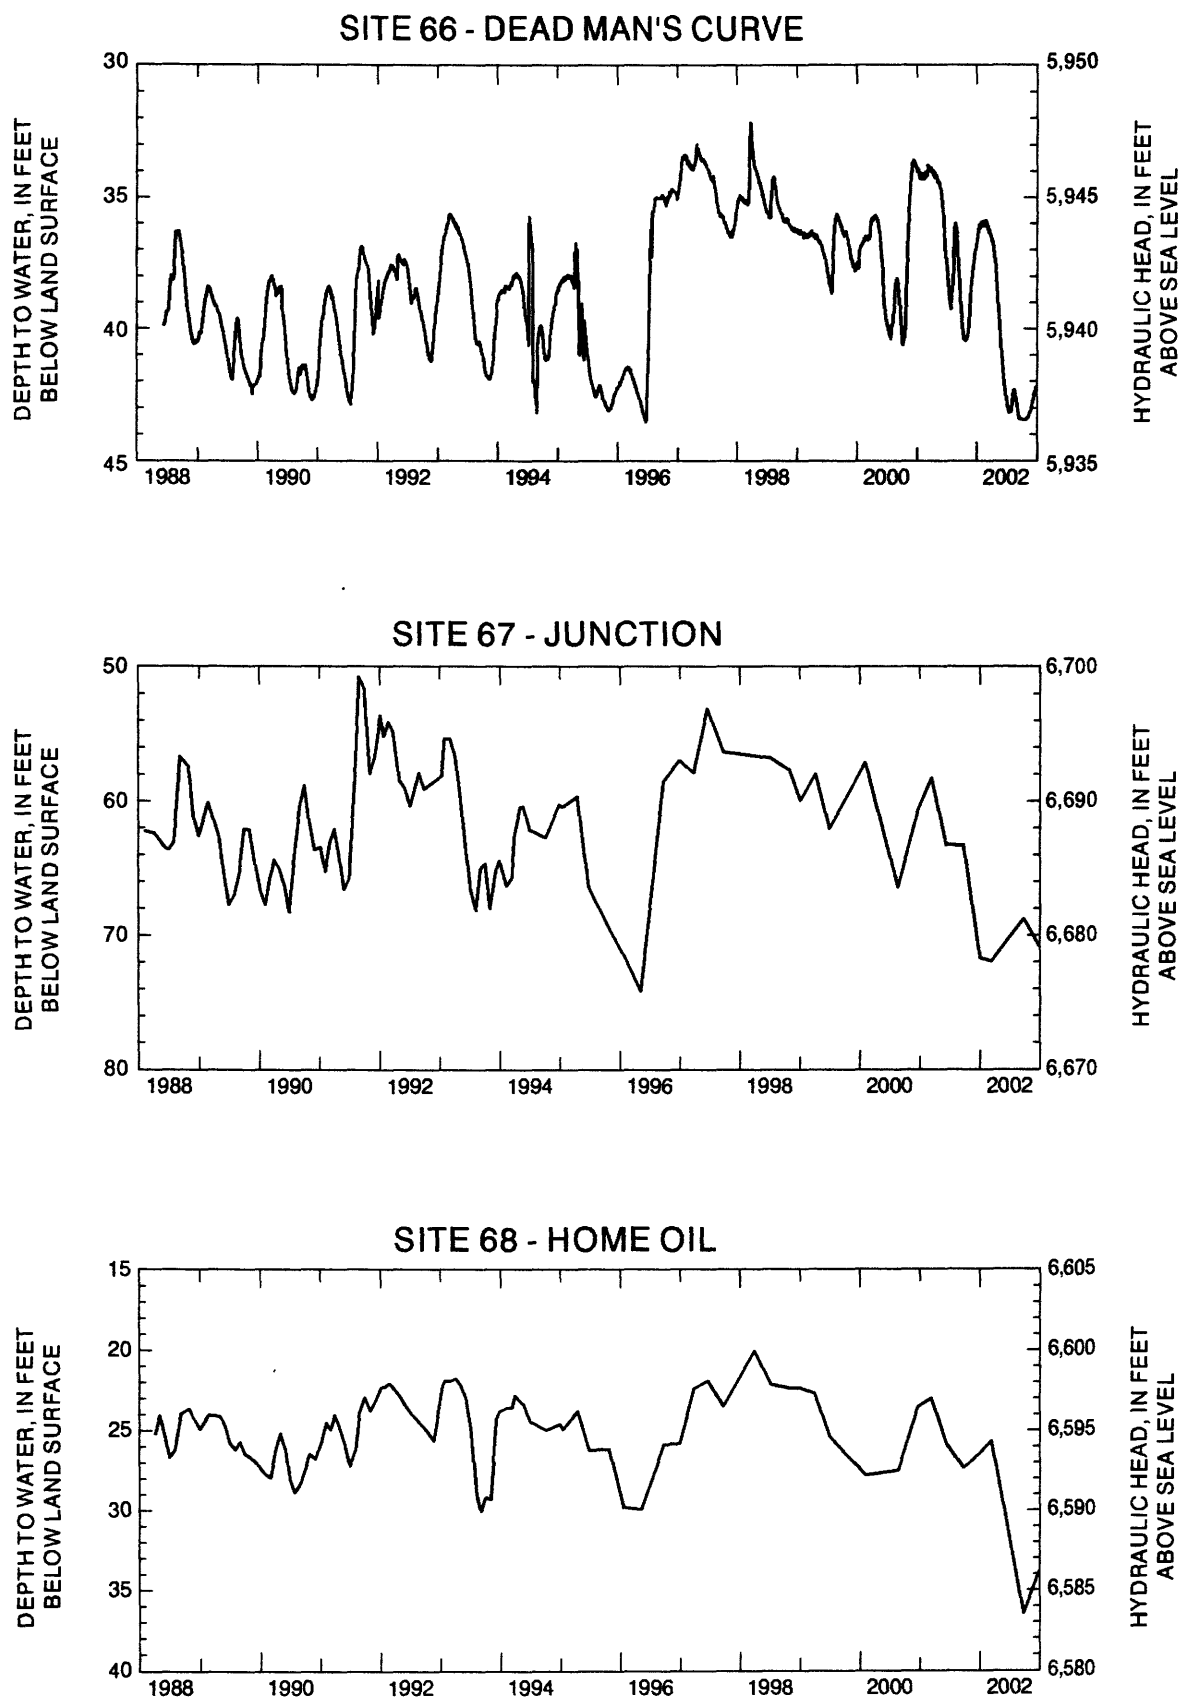 SITE 66 - DEAD MAN'S CURVE
DEPTH TO WATER, IN FEET
BELOW LAND SURFACE
30
35
40
45
5,950
5,945
5,940
5,935
HYDRAULIC HEAD, IN FEET
ABOVE SEA LEVEL
1988 1990 1992 1994 1996 1998 2000 2002
SITE 67 - JUNCTION
DEPTH TO WATER, IN FEET
BELOW LAND SURFACE
50
60
70
80
6,700
6,690
6,680
6,670
HYDRAULIC HEAD, IN FEET
ABOVE SEA LEVEL
1988 1990 1992 1994 1996 1998 2000 2002
SITE 68 - HOME OIL
DEPTH TO WATER, IN FEET
BELOW LAND SURFACE
15
20
25
30
35
40
6,605
6,600
6,595
6,590
6,585
6,580
HYDRAULIC HEAD, IN FEET
ABOVE SEA LEVEL
1988 1990 1992 1994 1996 1998 2000 2002